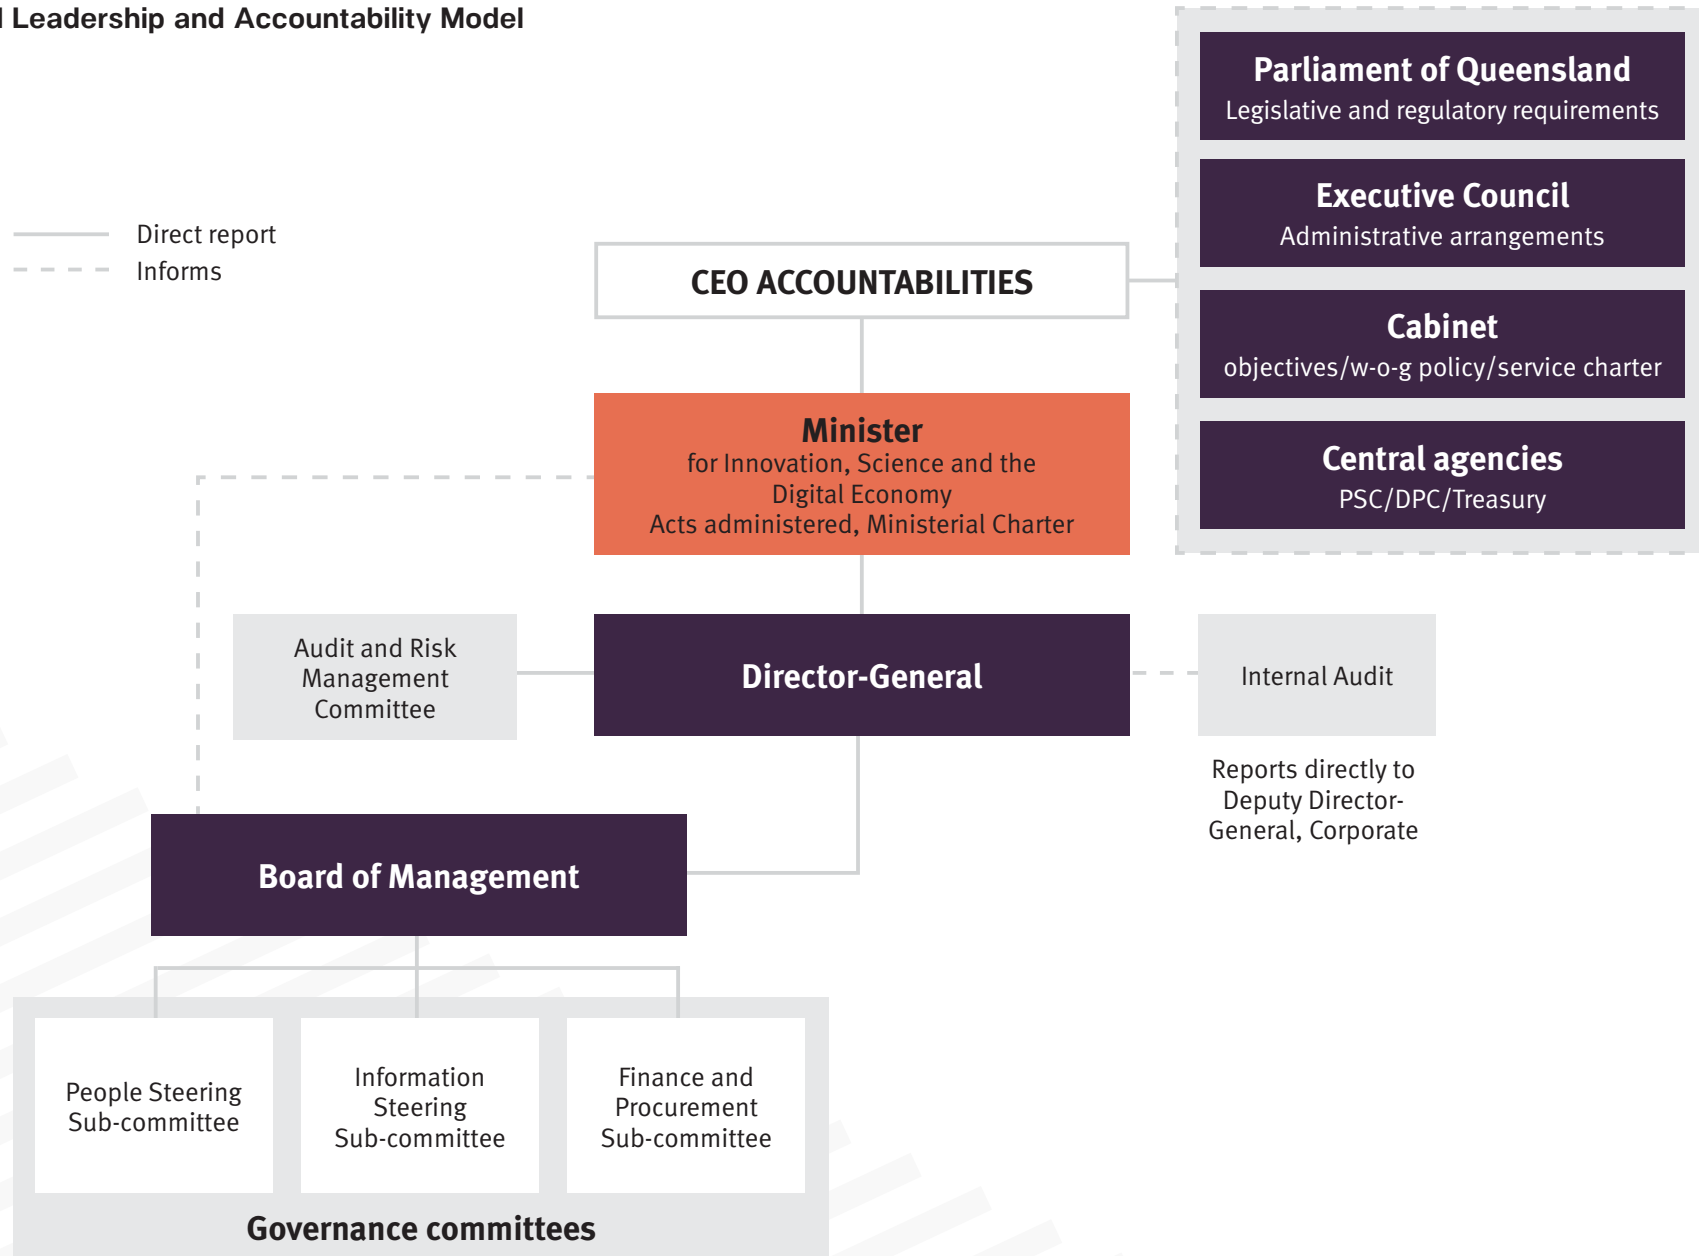 Leadership and Accountability Model
Parliament of Queensland
Legislative and regulatory requirements
Executive Council
Administrative arrangements
Cabinet
objectives/w-o-g policy/service charter
Central agencies
PSC/DPC/Treasury
Direct report
Informs
CEO ACCOUNTABILITIES
Minister
for Innovation, Science and the
Digital Economy
Acts administered, Ministerial Charter
Audit and Risk
Management
Committee
Director-General
Internal Audit
Reports directly to
Deputy Director-
General, Corporate
Board of Management
People Steering
Sub-committee
Information
Steering
Sub-committee
Finance and
Procurement
Sub-committee
Governance committees